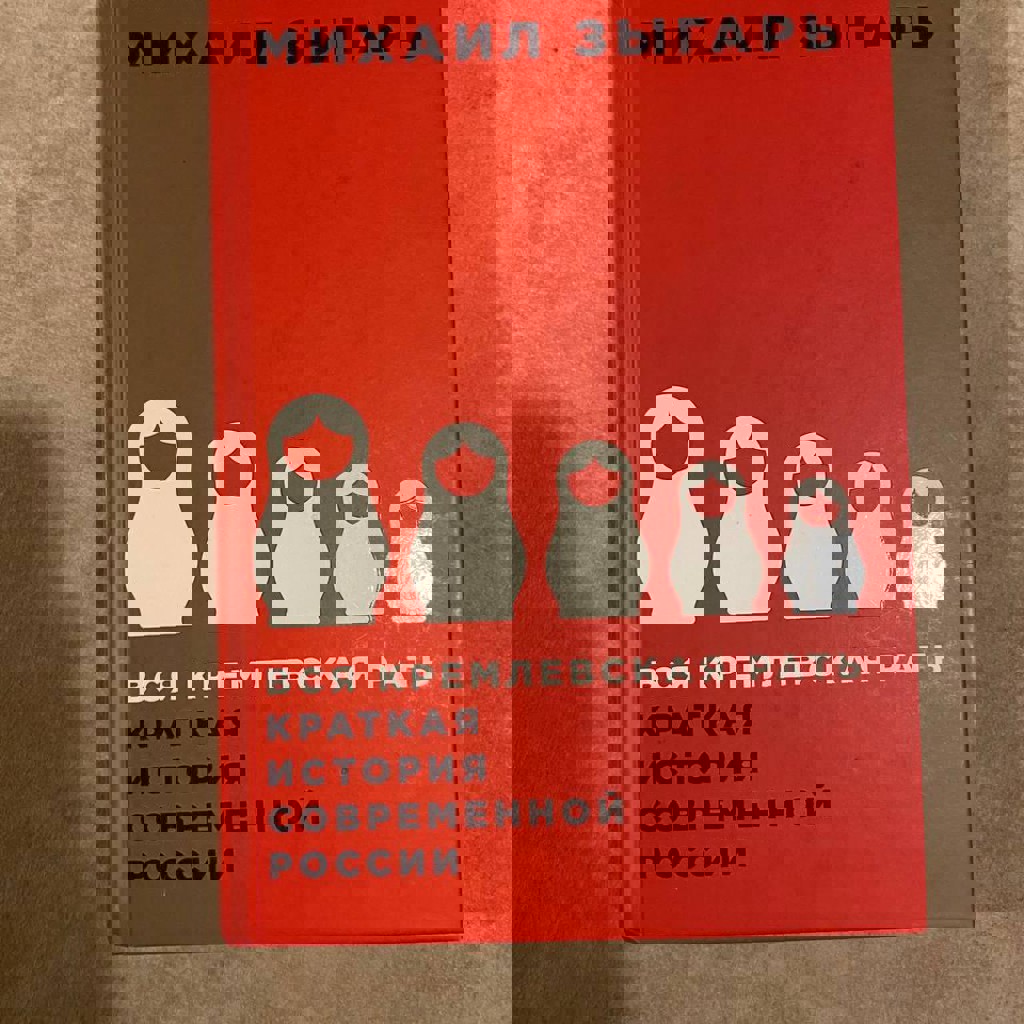 МИХАИЛ ЗЫГАРЬ
ВСЯ КРЕМЛЕВСКАЯ РАТЬ
КРАТКАЯ
ИСТОРИЯ
СОВРЕМЕННОЙ
РОССИИ